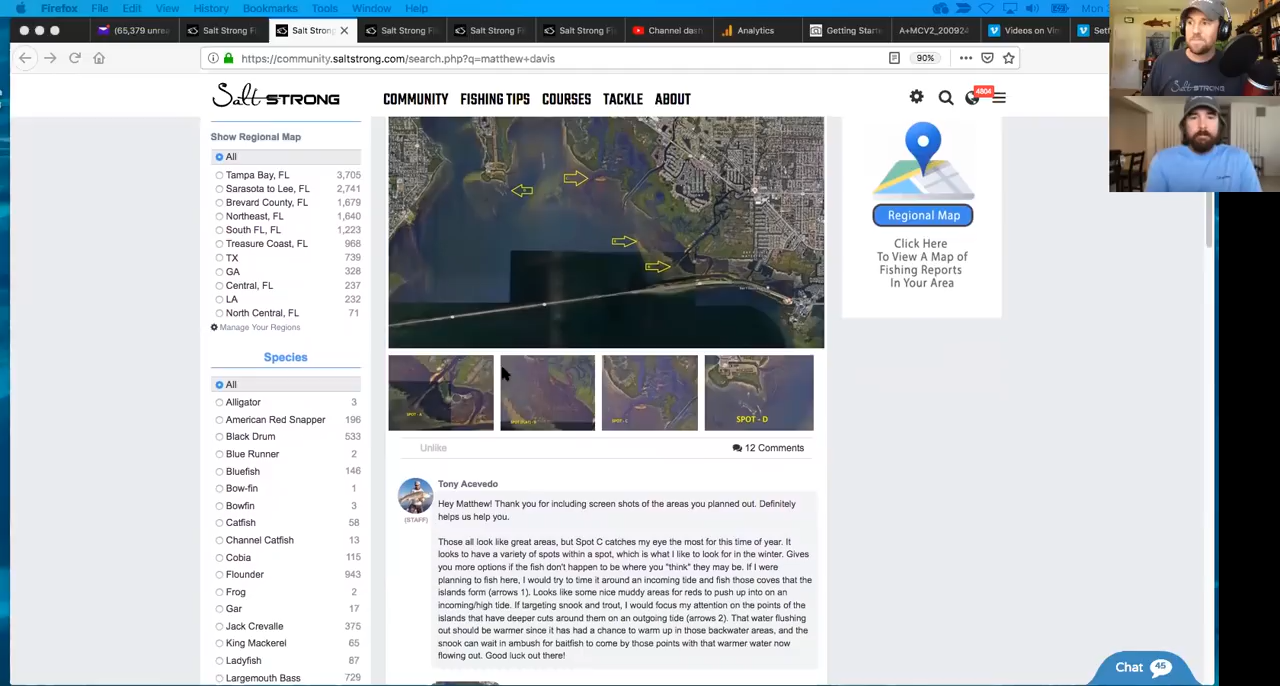 Firefox File Edit View History Bookmarks Tools Window Help Mon
(65,379 unrea Salt Strong Fi Salt Strong Salt Strong Fi Salt Strong Fi Salt Strong Fi Channel dash Analytics Getting Starte A+MCV2_200924 Videos on Vim
https://community.saltstrong.com/search.php?q=matthew+davis 90%
Salt STRONG COMMUNITY FISHING TIPS COURSES TACKLE ABOUT 4804
SALT STRONG
Show Regional Map
All
Tampa Bay, FL 3,705
Sarasota to Lee, FL 2,741
Brevard County, FL 1,679
Northeast, FL 1,640
South FL, FL 1,223
Treasure Coast, FL 968
TX 739
GA 328
Central, FL 237
LA 232
North Central, FL 71
Manage Your Regions
Species
All
Alligator 3
American Red Snapper 196
Black Drum 533
Blue Runner 2
Bluefish 146
Bow-fin 1
Bowfin 3
Catfish 58
Channel Catfish 13
Cobia 115
Flounder 943
Frog 2
Gar 17
Jack Crevalle 375
King Mackerel 65
Ladyfish 87
Largemouth Bass 729
SPOT - A
SPOT - C
SPOT - D
Unlike 12 Comments
Tony Acevedo
(STAFF)
Hey Matthew! Thank you for including screen shots of the areas you planned out. Definitely
helps us help you.
Those all look like great areas, but Spot C catches my eye the most for this time of year. It
looks to have a variety of spots within a spot, which is what I like to look for in the winter. Gives
you more options if the fish don't happen to be where you "think" they may be. If I were
planning to fish here, I would try to time it around an incoming tide and fish those coves that the
islands form (arrows 1). Looks like some nice muddy areas for reds to push up into on an
incoming/high tide. If targeting snook and trout, I would focus my attention on the points of the
islands that have deeper cuts around them on an outgoing tide (arrows 2). That water flushing
out should be warmer since it has had a chance to warm up in those backwater areas, and the
snook can wait in ambush for baitfish to come by those points with that warmer water now
flowing out. Good luck out there!
Regional Map
Click Here
To View A Map of
Fishing Reports
In Your Area
Chat 45